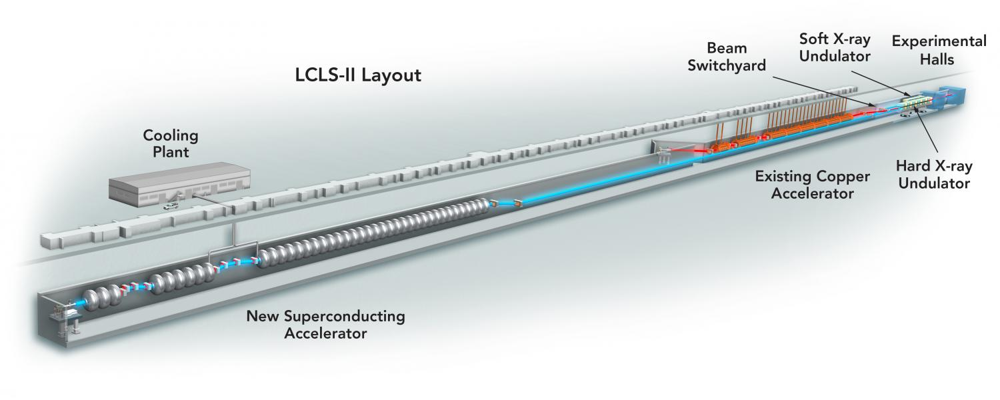 LCLS-II Layout
Cooling
Plant
New Superconducting
Accelerator
Beam
Switchyard
Soft X-ray
Undulator
Experimental
Halls
Existing Copper
Accelerator
Hard X-ray
Undulator